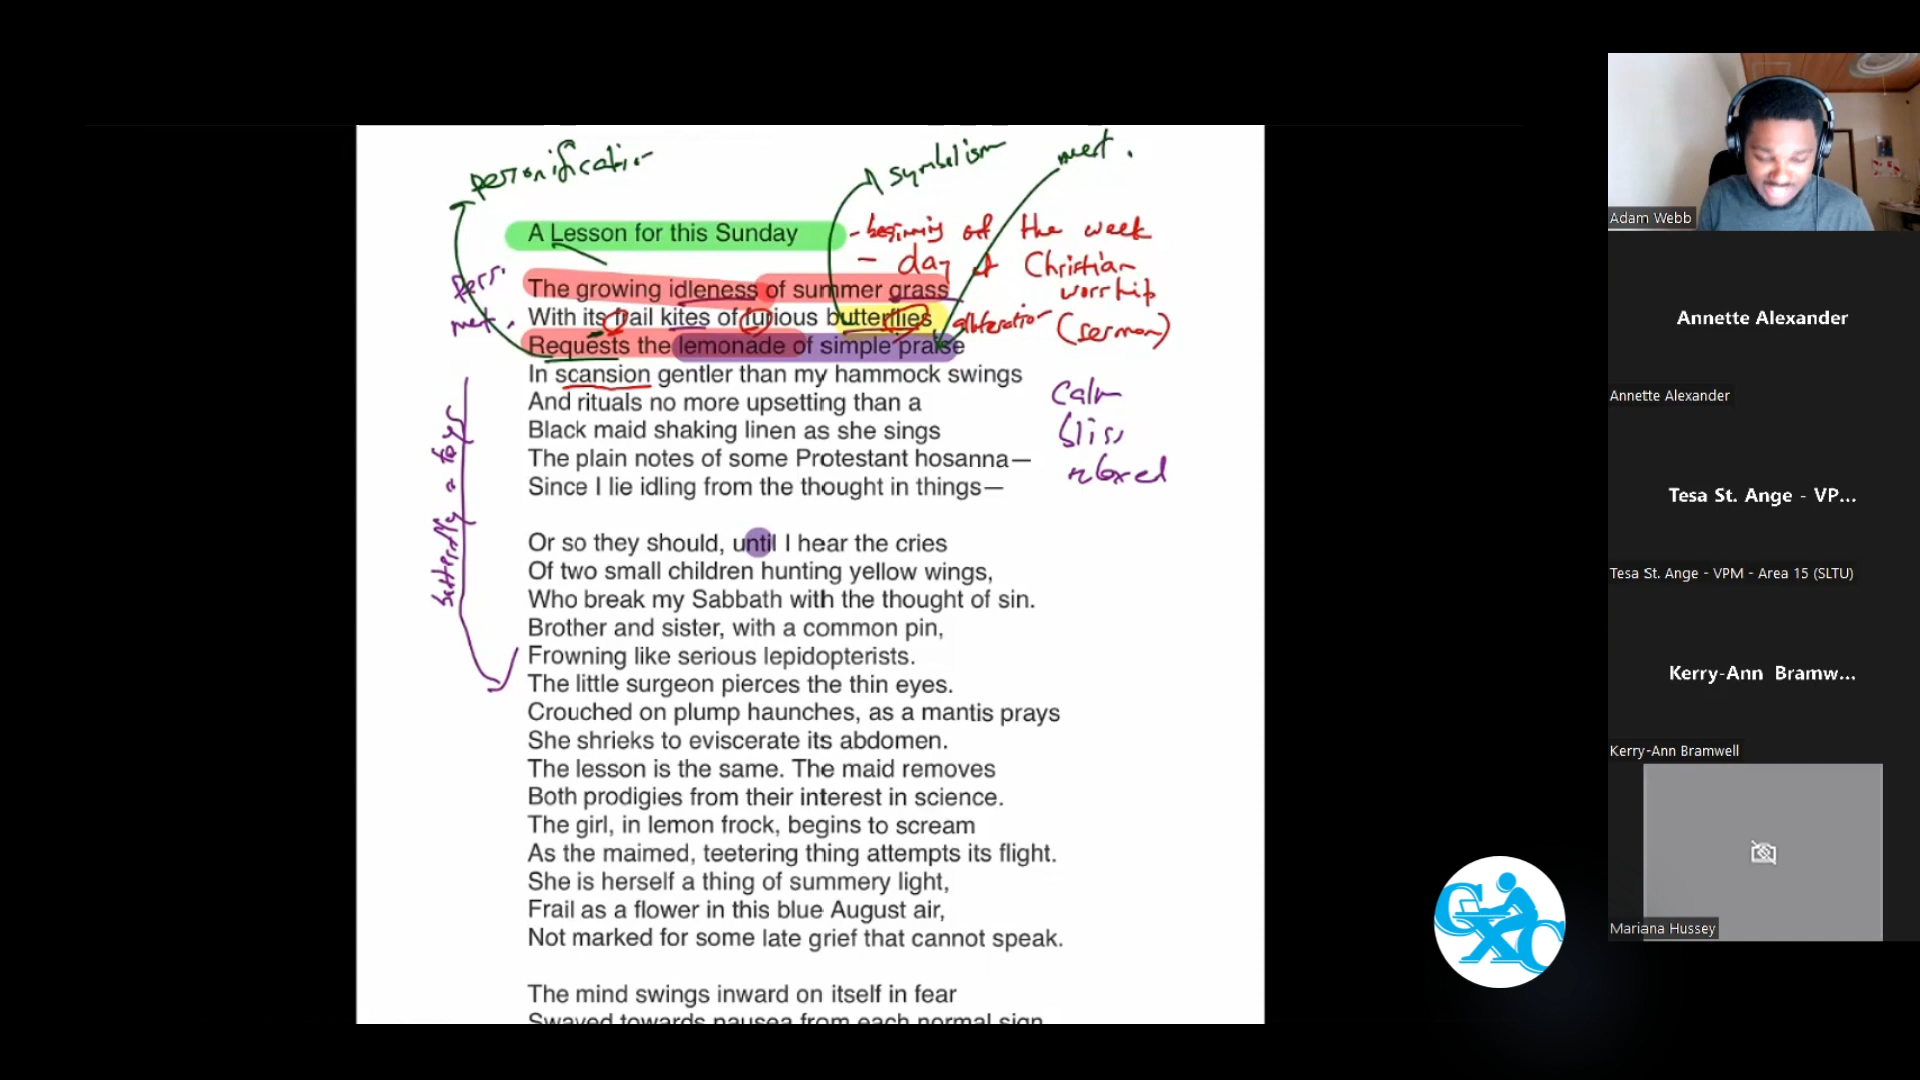 personification
symbolism
met.
A Lesson for this Sunday
- beginning of the week
- day of Christian
worship
(sermon)
pers.
The growing idleness of summer grass
met.
With its frail kites of furious butterflies
alliteration
Requests the lemonade of simple praise
In scansion gentler than my hammock swings
calm
And rituals no more upsetting than a
Black maid shaking linen as she sings
bliss
The plain notes of some Protestant hosanna—
relaxed
Since I lie idling from the thought in things—
butterfly a toys
Or so they should, until I hear the cries
Of two small children hunting yellow wings,
Who break my Sabbath with the thought of sin.
Brother and sister, with a common pin,
Frowning like serious lepidopterists.
The little surgeon pierces the thin eyes.
Crouched on plump haunches, as a mantis prays
She shrieks to eviscerate its abdomen.
The lesson is the same. The maid removes
Both prodigies from their interest in science.
The girl, in lemon frock, begins to scream
As the maimed, teetering thing attempts its flight.
She is herself a thing of summery light,
Frail as a flower in this blue August air,
Not marked for some late grief that cannot speak.
The mind swings inward on itself in fear
Swayed towards nausea from each normal sign
CXC
Adam Webb
Annette Alexander
Annette Alexander
Tesa St. Ange - VP...
Tesa St. Ange - VPM - Area 15 (SLTU)
Kerry-Ann Bramw...
Kerry-Ann Bramwell
Mariana Hussey